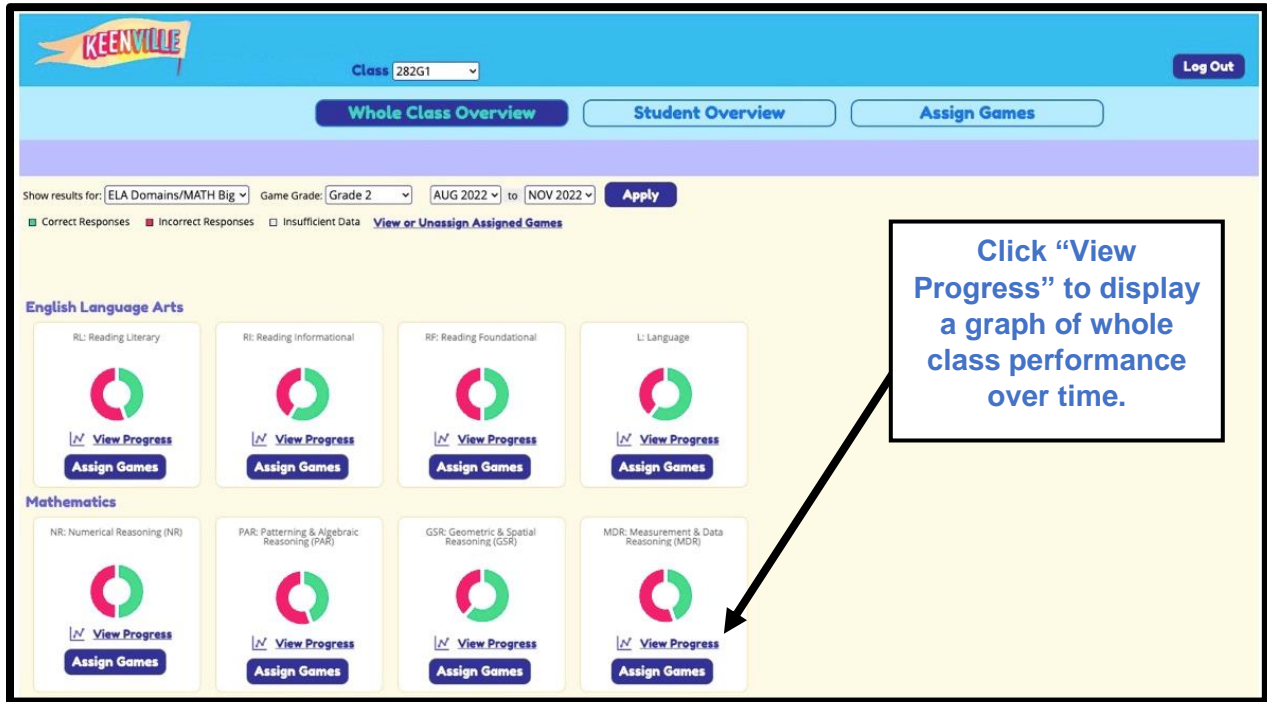 KEENVILLE
Class 282G1
Log Out
Whole Class Overview
Student Overview
Assign Games
Show results for: ELA Domains/MATH Big Game Grade: Grade 2 AUG 2022 to NOV 2022 Apply
Correct Responses Incorrect Responses Insufficient Data View or Unassign Assigned Games
Click “View
Progress” to display
a graph of whole
class performance
over time.
English Language Arts
RL: Reading Literary
View Progress
Assign Games
RI: Reading Informational
View Progress
Assign Games
RF: Reading Foundational
View Progress
Assign Games
L: Language
View Progress
Assign Games
Mathematics
NR: Numerical Reasoning (NR)
View Progress
Assign Games
PAR: Patterning & Algebraic
Reasoning (PAR)
View Progress
Assign Games
GSR: Geometric & Spatial
Reasoning (GSR)
View Progress
Assign Games
MDR: Measurement & Data
Reasoning (MDR)
View Progress
Assign Games